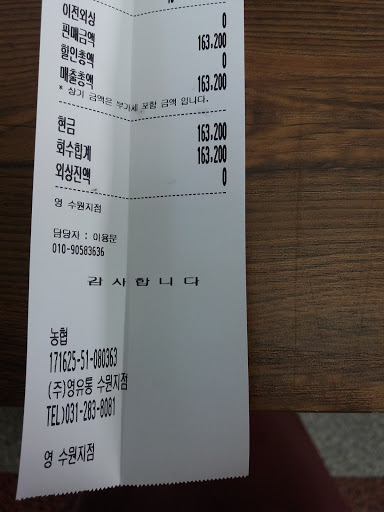 이전외상 0
판매금액 163,200
할인총액 0
매출총액 163,200
* 상기 금액은 부가세 포함 금액 입니다.
현금 163,200
회수합계 163,200
외상잔액 0
영 수원지점
담당자 : 이용문
010-90583636
감사합니다
농협
171625-51-080363
(주)영유통 수원지점
TEL)031-283-8081
영 수원지점